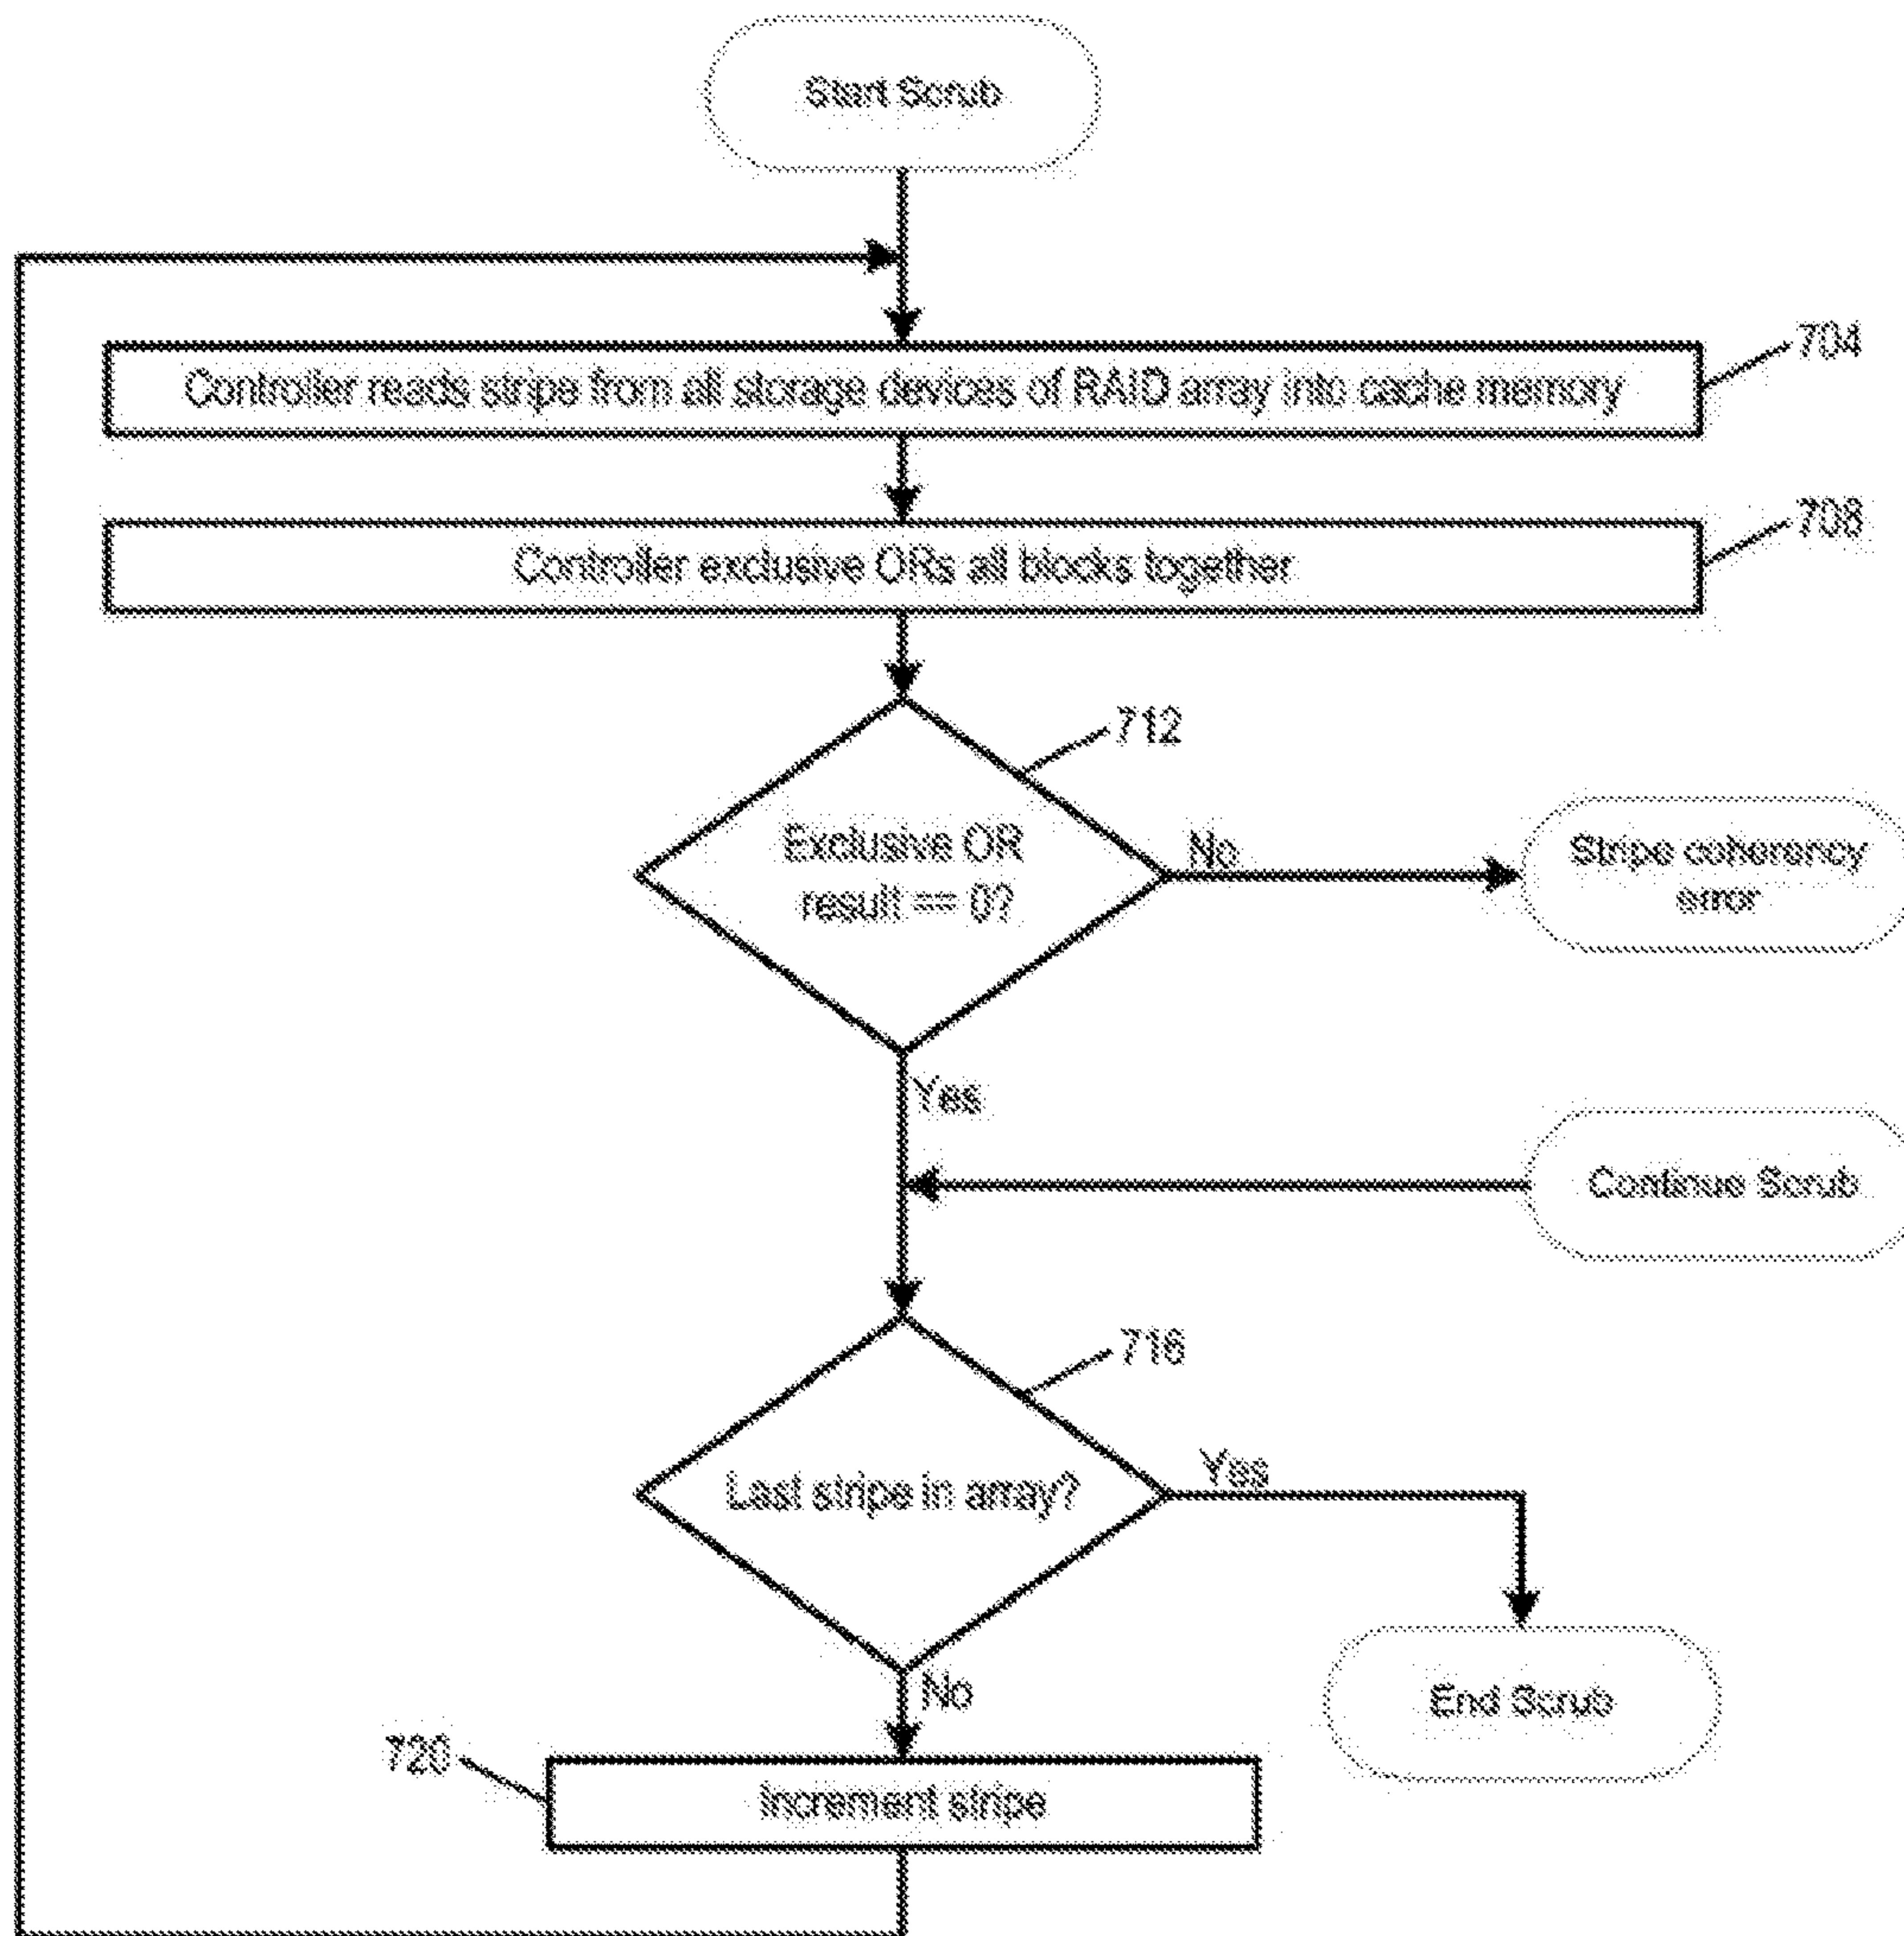 Start Scrub
704
Controller reads stripe from all storage devices of RAID array into cache memory
708
Controller exclusive ORs all blocks together
712
Exclusive OR
result == 0?
No
Stripe coherency
error
Yes
Continue Scrub
716
Last stripe in array?
Yes
No
End Scrub
720
Increment stripe